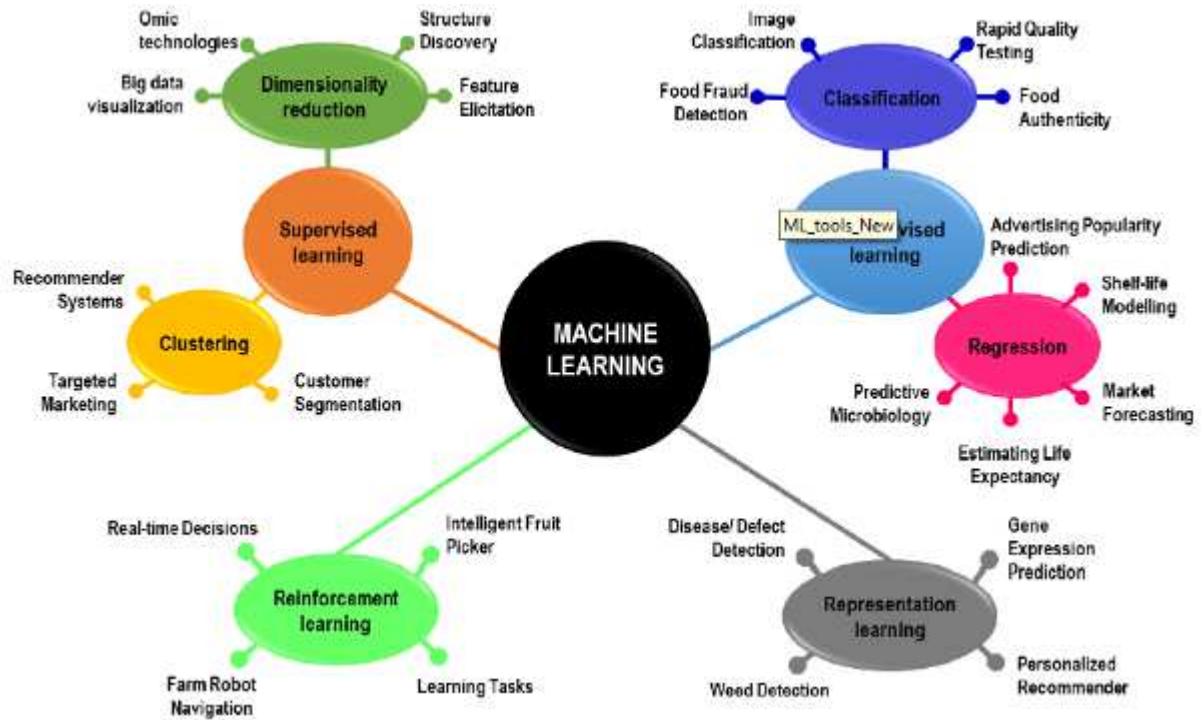 Omic
technologies
Structure
Discovery
Big data
visualization
Dimensionality
reduction
Feature
Elicitation
Image
Classification
Rapid Quality
Testing
Food Fraud
Detection
Classification
Food
Authenticity
Supervised
learning
ML_tools_New
vised
learning
Recommender
Systems
Clustering
Targeted
Marketing
Customer
Segmentation
MACHINE
LEARNING
Advertising Popularity
Prediction
Shelf-life
Modelling
Regression
Predictive
Microbiology
Market
Forecasting
Estimating Life
Expectancy
Real-time Decisions
Intelligent Fruit
Picker
Reinforcement
learning
Farm Robot
Navigation
Learning Tasks
Disease/ Defect
Detection
Gene
Expression
Prediction
Representation
learning
Weed Detection
Personalized
Recommender